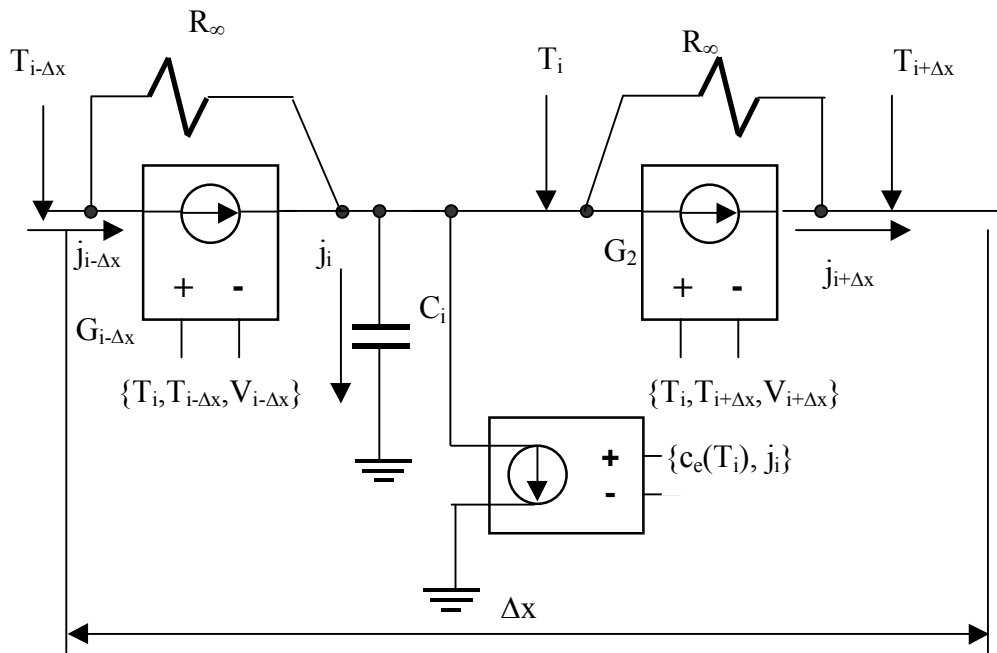 R∞
R∞
Ti-Δx
Ti
Ti+Δx
ji-Δx
ji
G2
ji+Δx
+ -
+ -
Gi-Δx
Ci
{Ti,Ti-Δx,Vi-Δx}
{Ti,Ti+Δx,Vi+Δx}
+
{ce(Ti), ji}
-
Δx